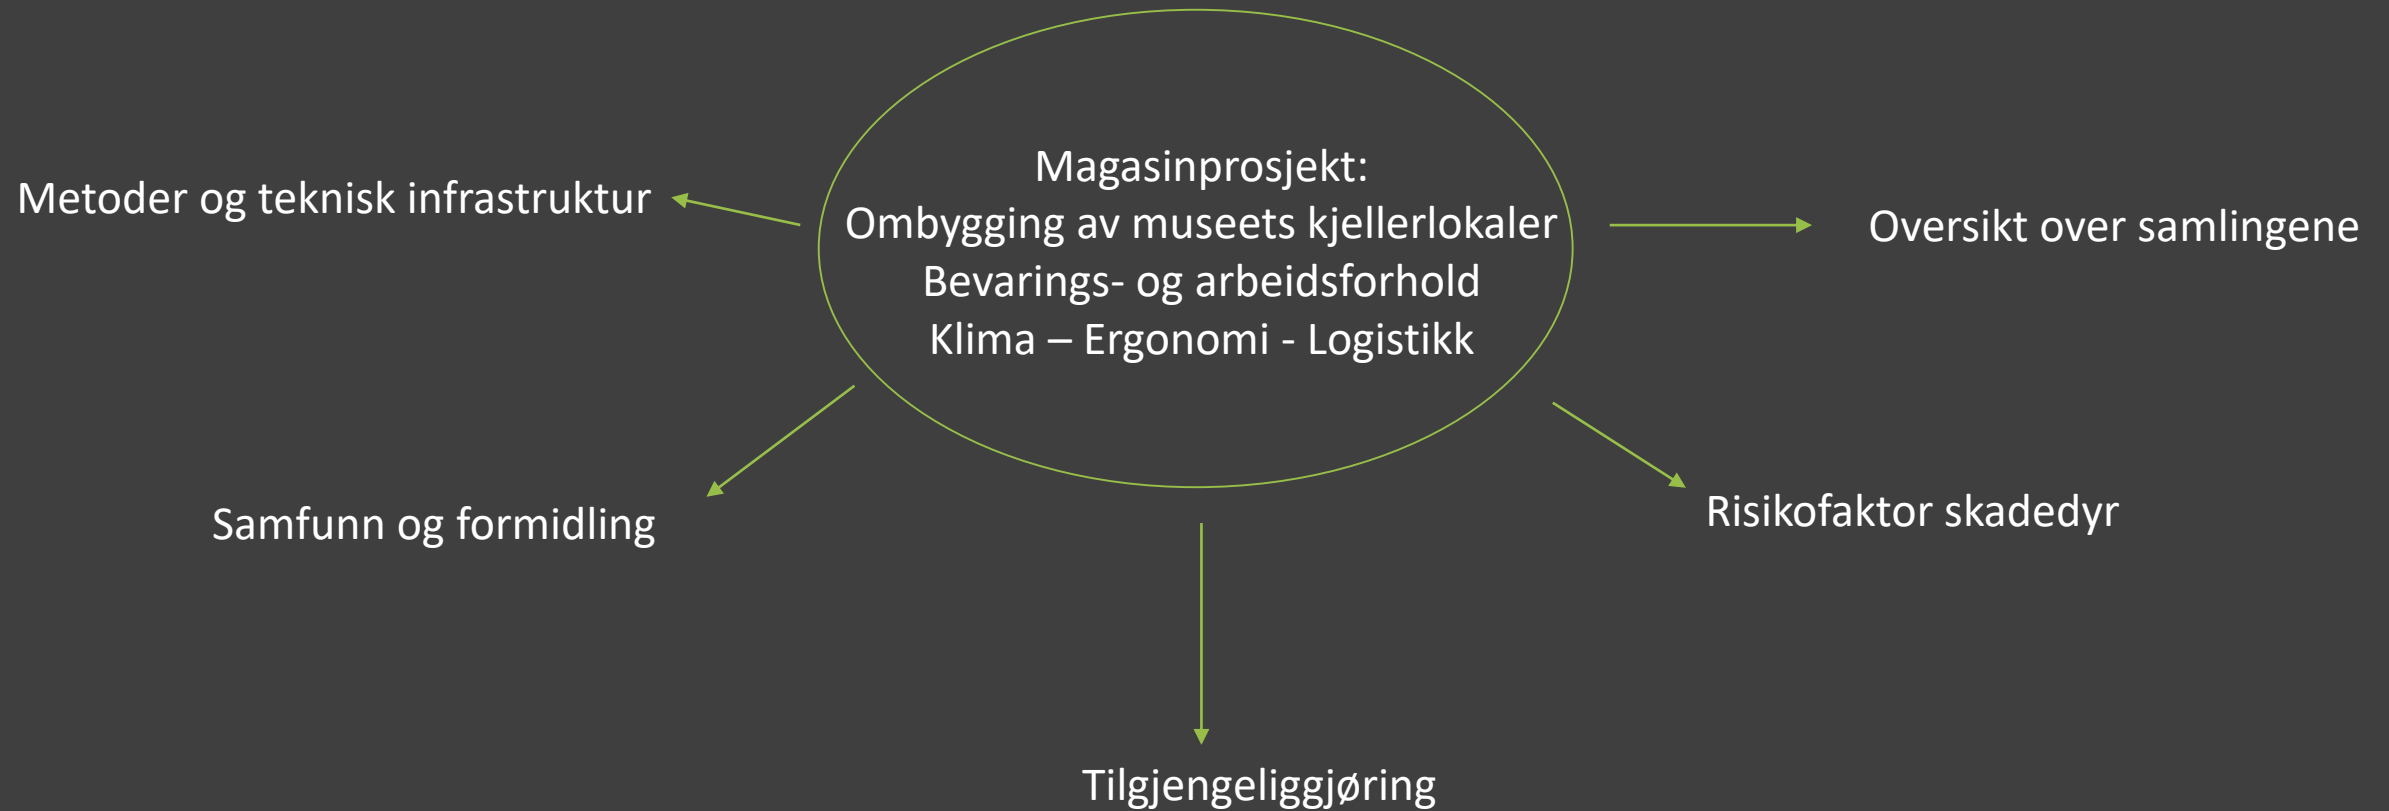 Magasinprosjekt:
Ombygging av museets kjellerlokaler
Bevarings- og arbeidsforhold
Klima – Ergonomi - Logistikk
Metoder og teknisk infrastruktur
Oversikt over samlingene
Samfunn og formidling
Risikofaktor skadedyr
Tilgjengeliggjøring